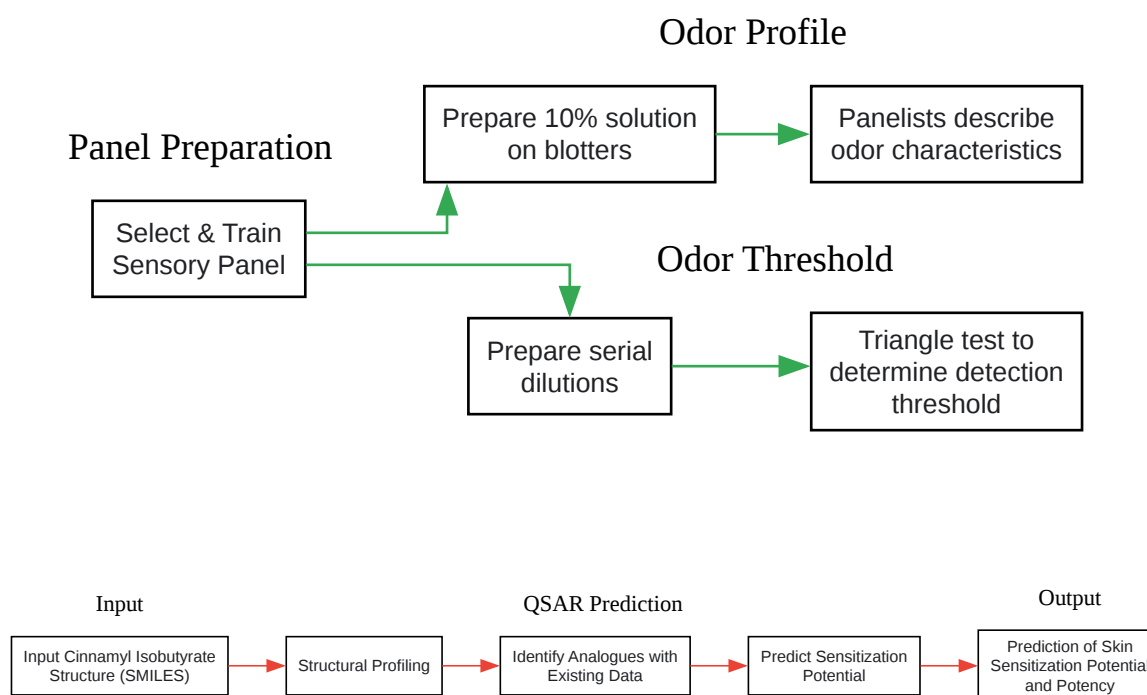 Odor Profile
Prepare 10% solution
on blotters
Panelists describe
odor characteristics
Panel Preparation
Select & Train
Sensory Panel
Odor Threshold
Prepare serial
dilutions
Triangle test to
determine detection
threshold
Input
QSAR Prediction
Output
Input Cinnamyl Isobutyrate
Structure (SMILES)
Structural Profiling
Identify Analogues with
Existing Data
Predict Sensitization
Potential
Prediction of Skin
Sensitization Potential
and Potency